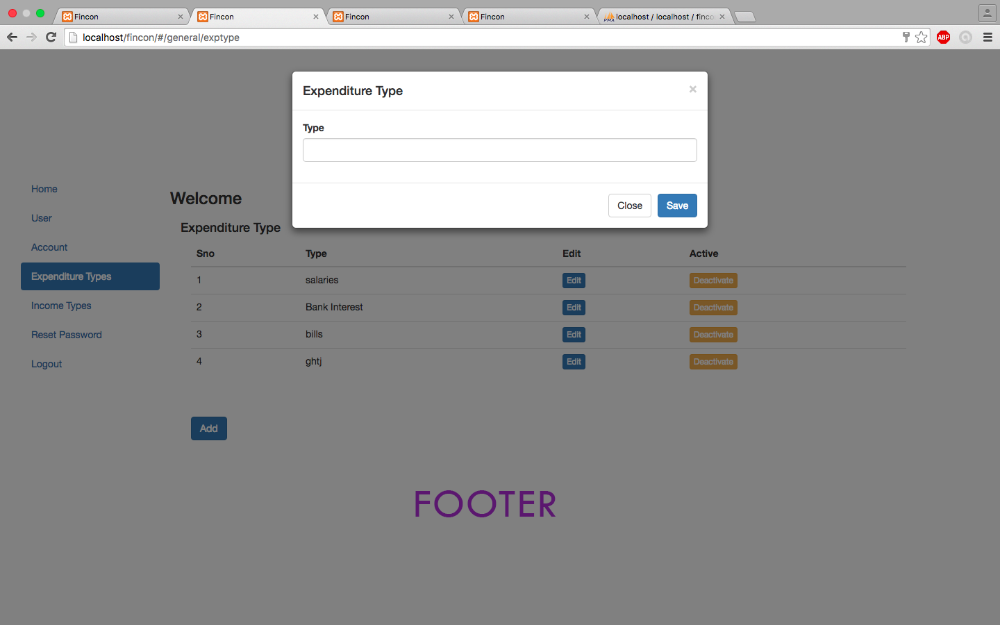 Fincon × Fincon × Fincon × Fincon × PMA localhost / localhost / finco ×
localhost/fincon/#/general/exptype ABP
Expenditure Type ×
Type
Close Save
Home
User
Account
Expenditure Types
Income Types
Reset Password
Logout
Welcome
Expenditure Type
Sno Type Edit Active
1 salaries Edit Deactivate
2 Bank Interest Edit Deactivate
3 bills Edit Deactivate
4 ghtj Edit Deactivate
Add
FOOTER